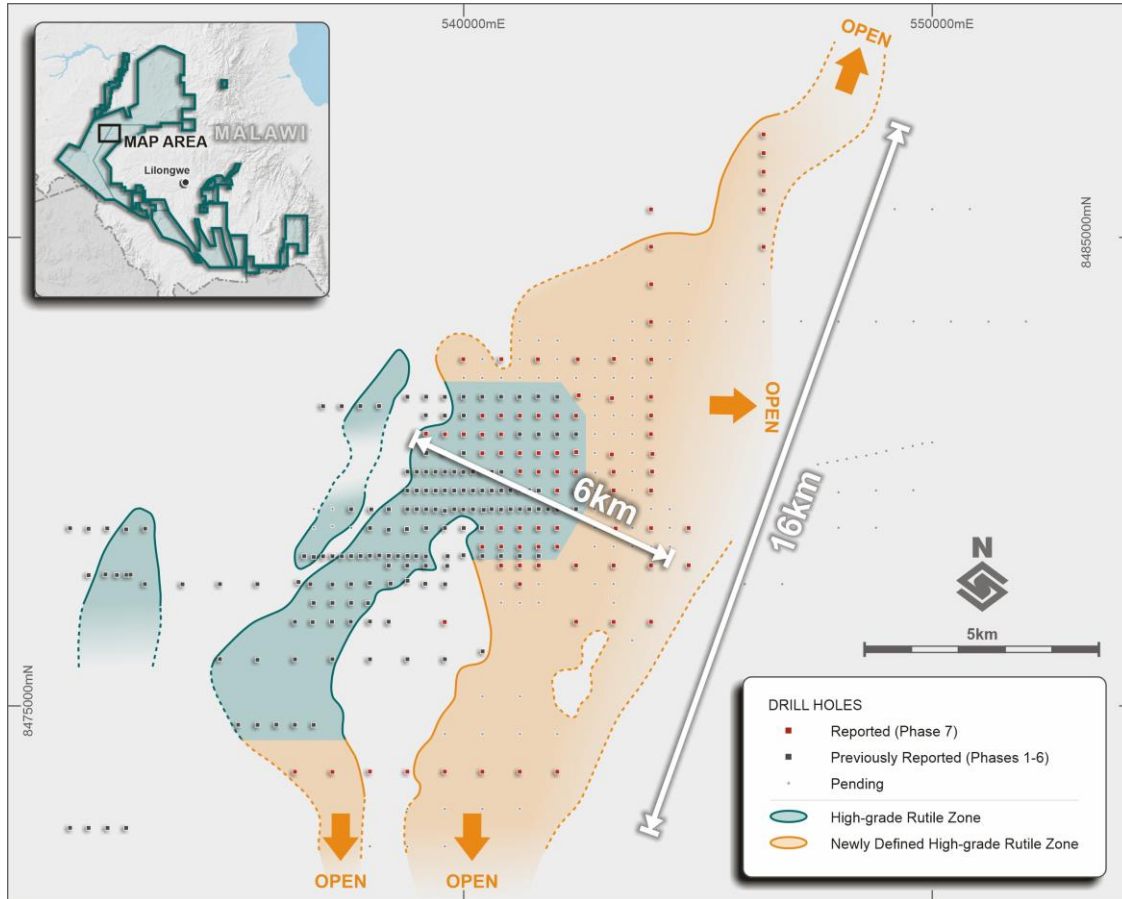 540000mE
550000mE
OPEN
MALAWI
MAP AREA
Lilongwe
8485000mN
OPEN
6km
16km
N
5km
8475000mN
DRILL HOLES
Reported (Phase 7)
Previously Reported (Phases 1-6)
Pending
High-grade Rutile Zone
Newly Defined High-grade Rutile Zone
OPEN
OPEN